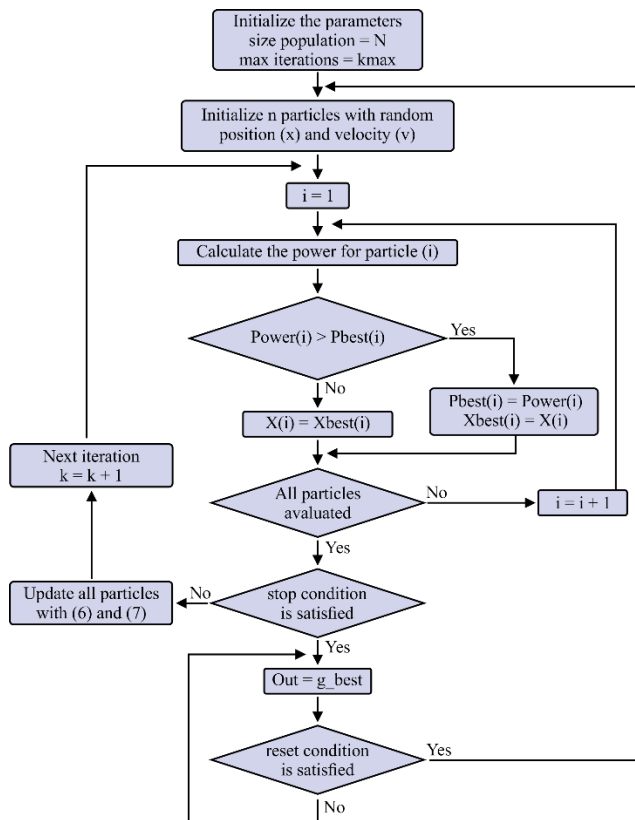 Initialize the parameters
size population = N
max iterations = kmax
Initialize n particles with random
position (x) and velocity (v)
i = 1
Calculate the power for particle (i)
Power(i) > Pbest(i)
Yes
No
Pbest(i) = Power(i)
Xbest(i) = X(i)
X(i) = Xbest(i)
Next iteration
k = k + 1
All particles
evaluated
No
i = i + 1
Yes
Update all particles
with (6) and (7)
No
stop condition
is satisfied
Yes
Out = g_best
reset condition
is satisfied
Yes
No